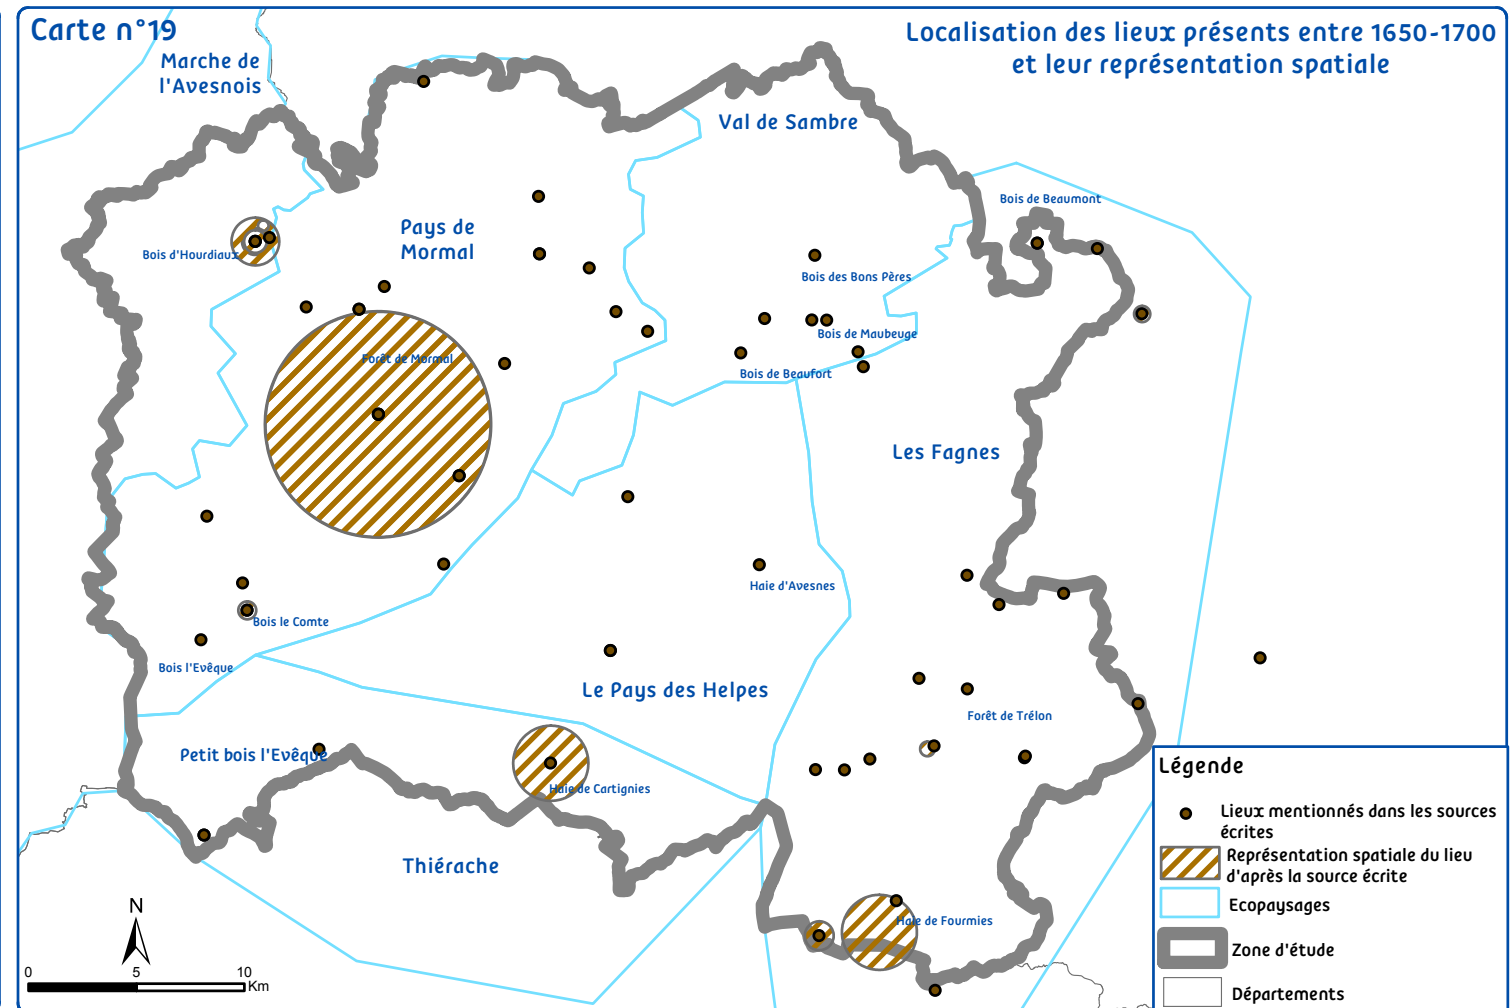 Carte n°19
Localisation des lieux présents entre 1650-1700
et leur représentation spatiale
Marche de
l'Avesnois
Val de Sambre
Bois de Beaumont
Pays de
Mormal
Bois d'Hourdiaux
Bois des Bons Pères
Bois de Maubeuge
Forêt de Mormal
Bois de Beaufort
Les Fagnes
Haie d'Avesnes
Bois le Comte
Bois l'Evêque
Le Pays des Helpes
Forêt de Trélon
Petit bois l'Evêque
Haie de Cartignies
Thiérache
Haie de Fourmies
N
0 5 10
Km
Légende
Lieux mentionnés dans les sources
écrites
Représentation spatiale du lieu
d'après la source écrite
Ecopaysages
Zone d'étude
Départements